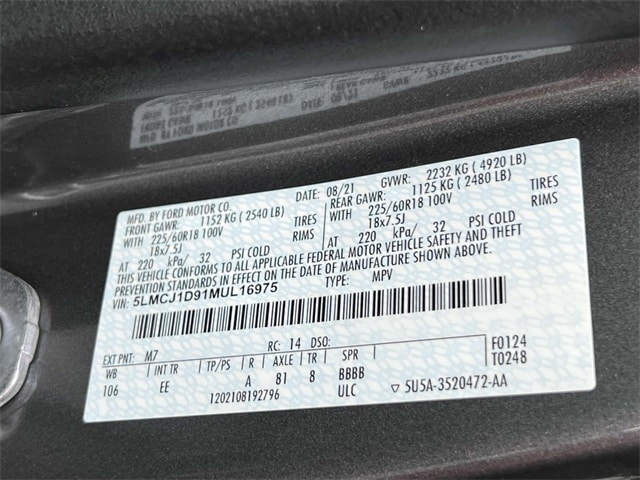 MFD. BY FORD MOTOR CO.
DATE: 08/21 GVWR: 2232 KG ( 4920 LB)
FRONT GAWR: 1152 KG ( 2540 LB) REAR GAWR: 1125 KG ( 2480 LB)
WITH 225/60R18 100V TIRES WITH 225/60R18 100V TIRES
18x7.5J RIMS 18x7.5J RIMS
AT 220 kPa/ 32 PSI COLD AT 220 kPa/ 32 PSI COLD
THIS VEHICLE CONFORMS TO ALL APPLICABLE FEDERAL MOTOR VEHICLE SAFETY AND THEFT
PREVENTION STANDARDS IN EFFECT ON THE DATE OF MANUFACTURE SHOWN ABOVE.
VIN: 5LMCJ1D91MUL16975 TYPE: MPV
EXT PNT: M7 RC: 14 DSO: F0124
WB INT TR TP/PS R AXLE TR SPR T0248
106 EE A 81 8 BBBB
1202108192796 ULC ▽ 5U5A-3520472-AA